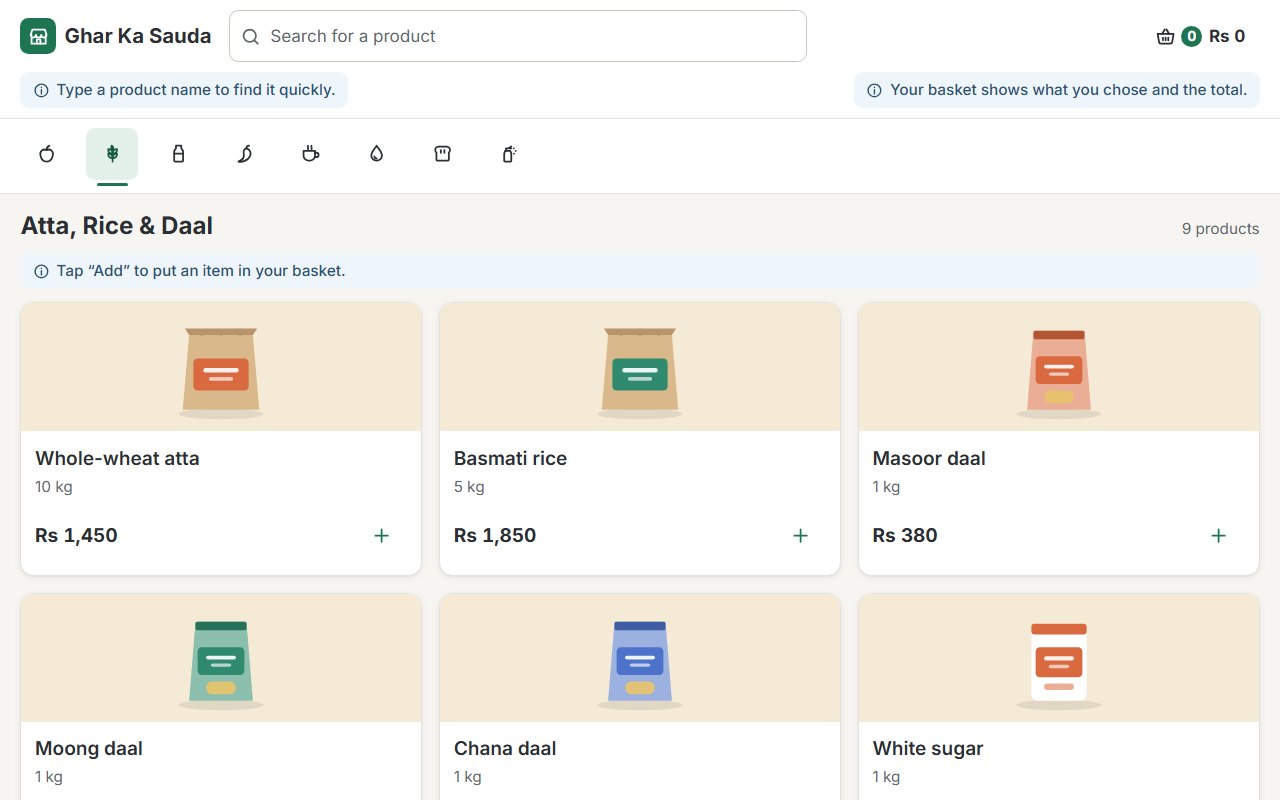 Ghar Ka Sauda
Search for a product
0 Rs 0
Type a product name to find it quickly.
Your basket shows what you chose and the total.
Atta, Rice & Daal
9 products
Tap “Add” to put an item in your basket.
Whole-wheat atta
10 kg
Rs 1,450
Basmati rice
5 kg
Rs 1,850
Masoor daal
1 kg
Rs 380
Moong daal
1 kg
Chana daal
1 kg
White sugar
1 kg